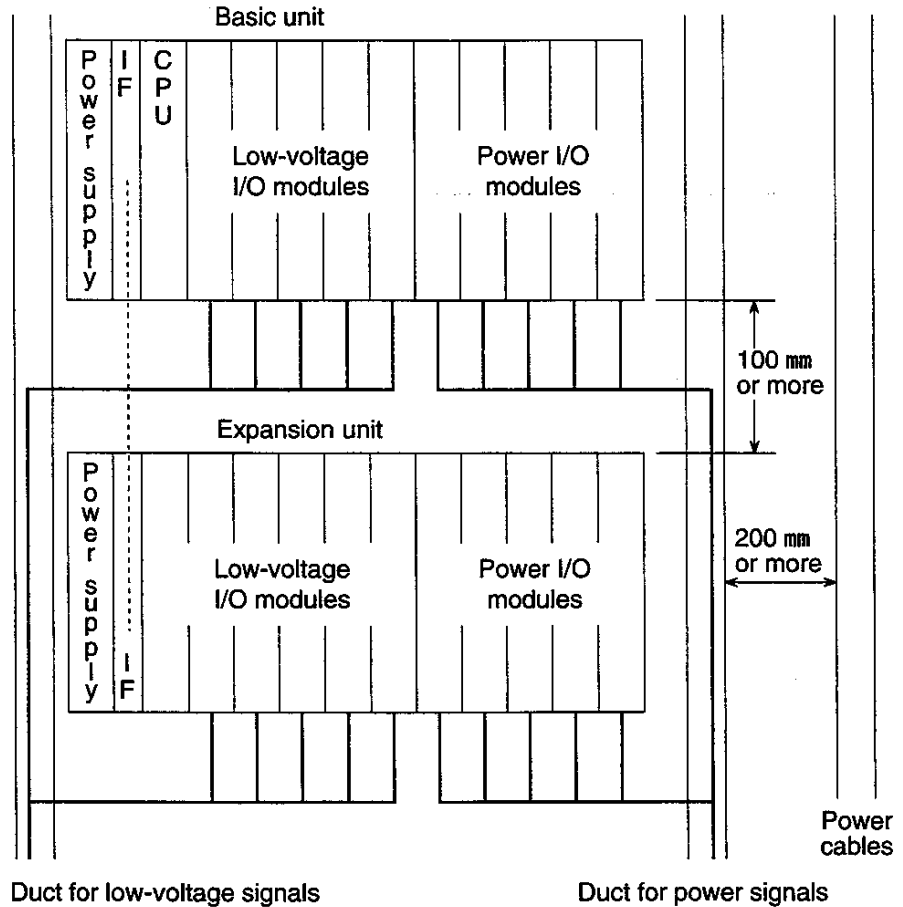 Basic unit
Power supply
IF
CPU
Low-voltage
I/O modules
Power I/O
modules
100 mm
or more
Expansion unit
Power supply
IF
Low-voltage
I/O modules
Power I/O
modules
200 mm
or more
Power
cables
Duct for low-voltage signals
Duct for power signals